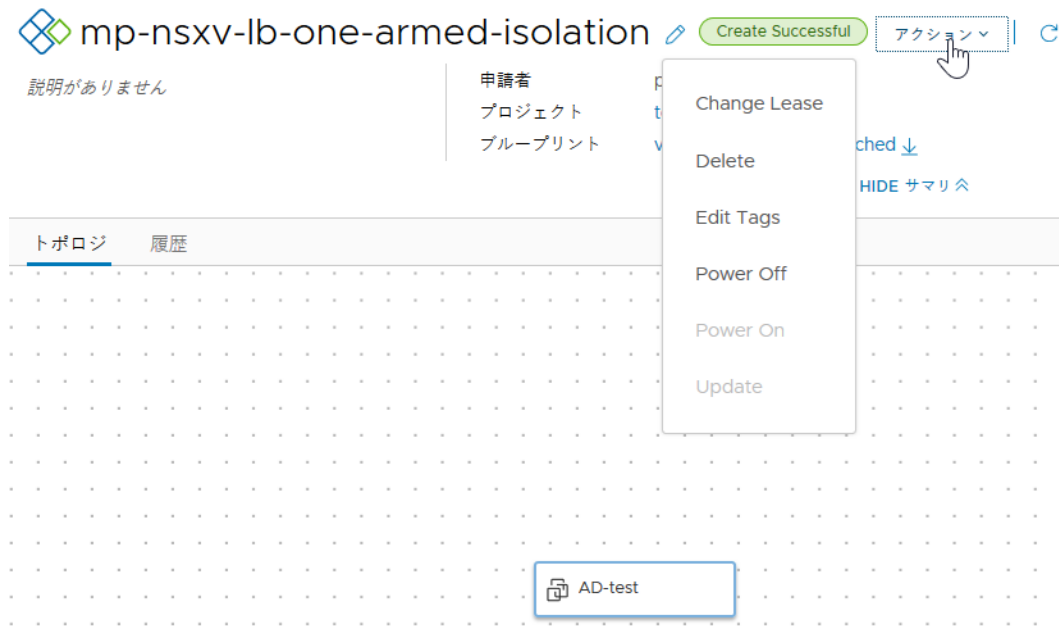 mp-nsxv-lb-one-armed-isolation
Create Successful
アクション
説明がありません
申請者
プロジェクト
ブループリント
ched
HIDE サマリ
Change Lease
Delete
Edit Tags
Power Off
Power On
Update
トポロジ
履歴
AD-test